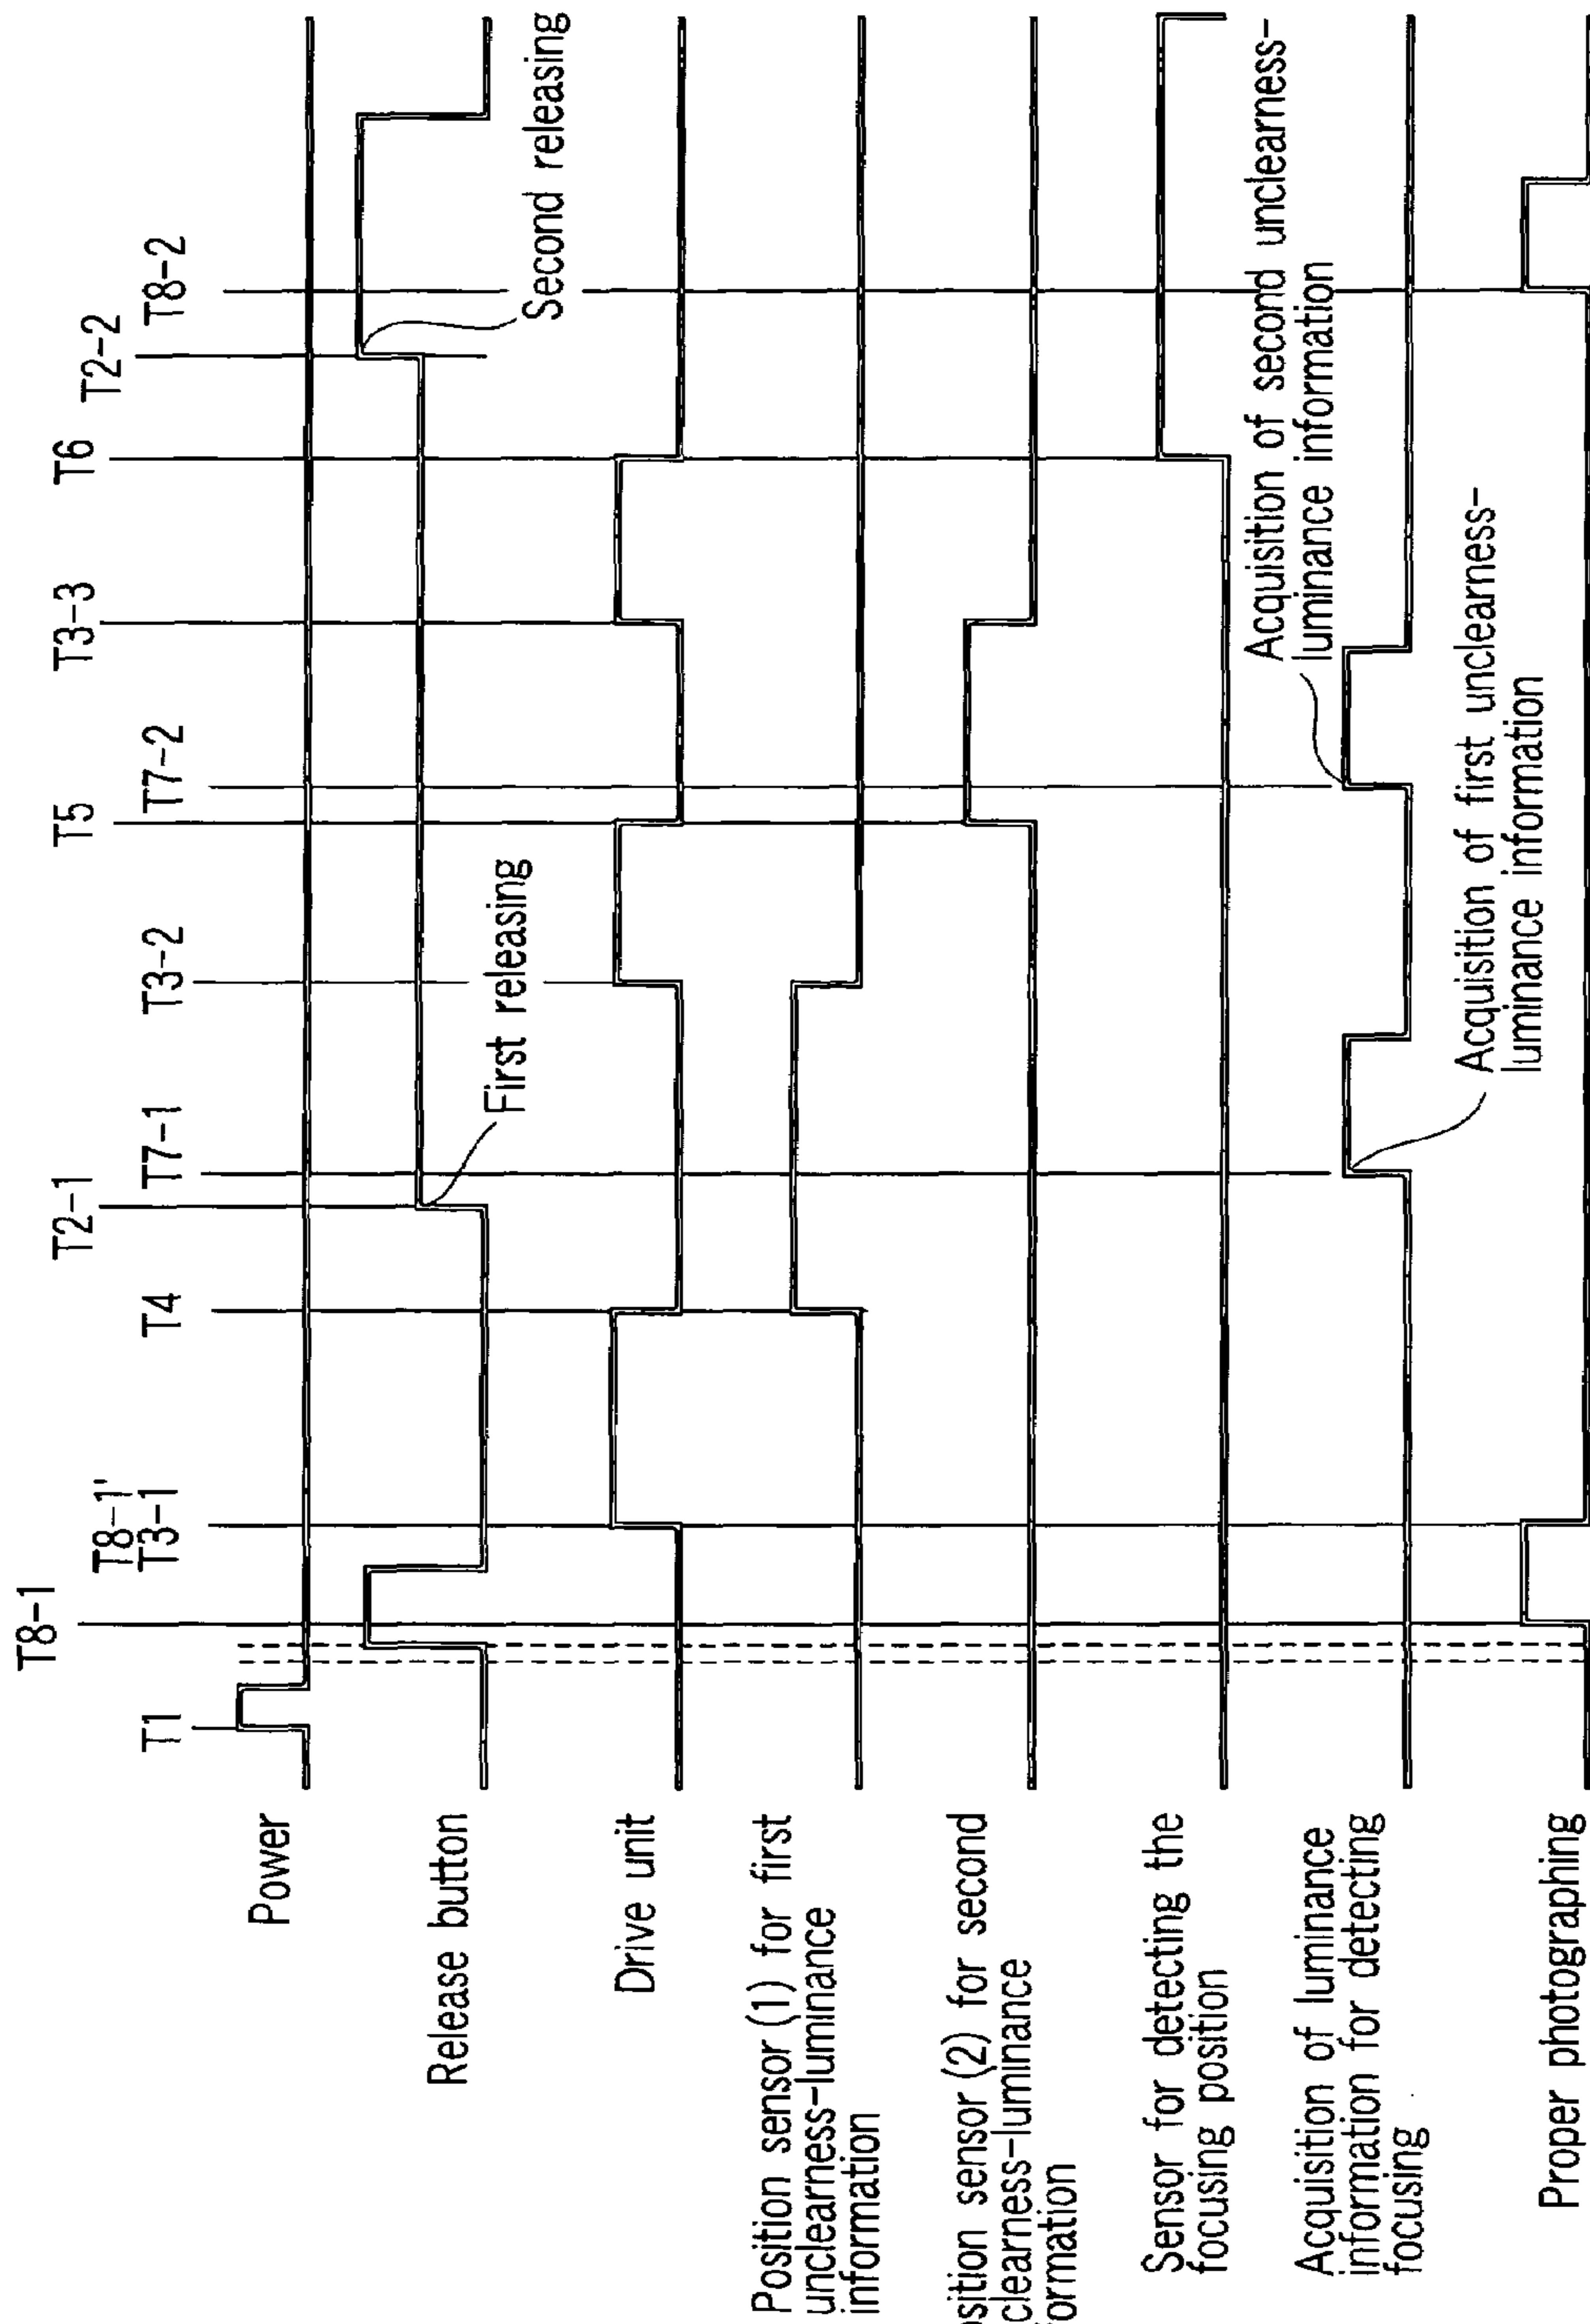 T8-1
T8-1'
T2-1
T5
T3-3
T6
T2-2
T1
T3-1
T4
T7-1
T3-2
T7-2
T8-2
Power
Release button
First releasing
Second releasing
Drive unit
Position sensor (1) for first
unclearness-luminance
information
sition sensor (2) for second
clearness-luminance
ormation
Sensor for detecting the
focusing position
Acquisition of luminance
information for detecting
focusing
Acquisition of first unclearness-
luminance information
Acquisition of second unclearness-
luminance information
Proper photographing